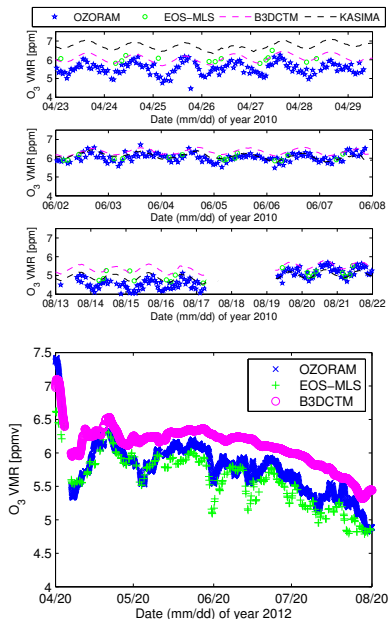 OZORAM EOS−MLS B3DCTM KASIMA
7
6
5
4
O3 VMR [ppm]
04/23 04/24 04/25 04/26 04/27 04/28 04/29
Date (mm/dd) of year 2010
7
6
5
4
O3 VMR [ppm]
06/02 06/03 06/04 06/05 06/06 06/07 06/08
Date (mm/dd) of year 2010
7
6
5
4
O3 VMR [ppm]
08/13 08/14 08/15 08/16 08/17 08/18 08/19 08/20 08/21 08/22
Date (mm/dd) of year 2010
7.5
7
6.5
6
5.5
5
4.5
4
O3 VMR [ppmv]
OZORAM
EOS−MLS
B3DCTM
04/20 05/20 06/20 07/20 08/20
Date (mm/dd) of year 2012